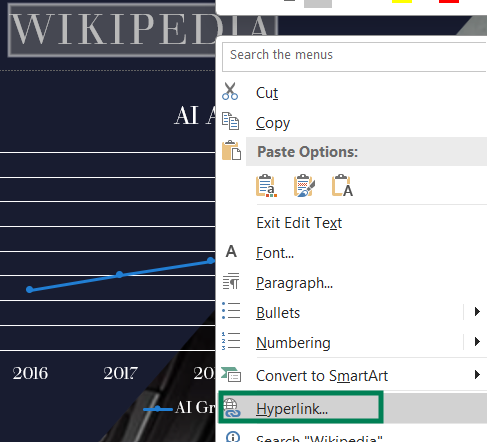 WIKIPEDIA
Search the menus
Cut
Copy
Paste Options:
Exit Edit Text
Font...
Paragraph...
Bullets
Numbering
Convert to SmartArt
Hyperlink...
Search "Wikipedia"
AI A
2016 2017 20
AI Gr